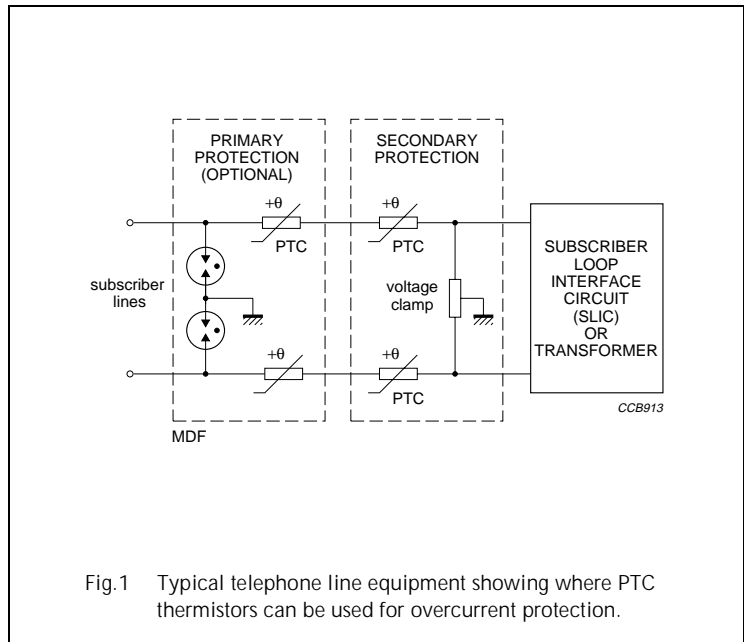 PRIMARY
PROTECTION
(OPTIONAL)
SECONDARY
PROTECTION
+θ
PTC
+θ
PTC
subscriber
lines
voltage
clamp
SUBSCRIBER
LOOP
INTERFACE
CIRCUIT
(SLIC)
OR
TRANSFORMER
+θ
+θ
PTC
CCB913
MDF
Fig.1 Typical telephone line equipment showing where PTC
thermistors can be used for overcurrent protection.